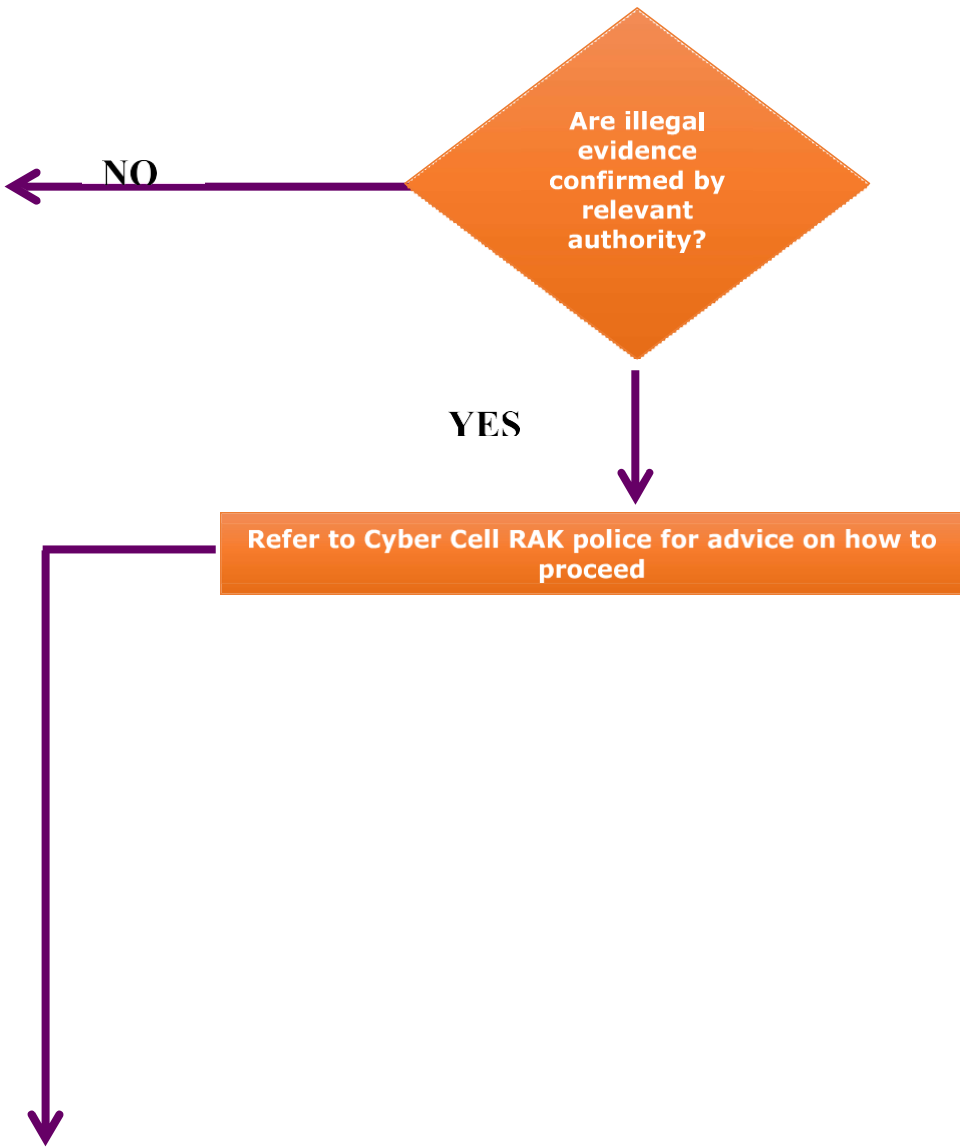 Are illegal
evidence
confirmed by
relevant
authority?
NO
YES
Refer to Cyber Cell RAK police for advice on how to
proceed